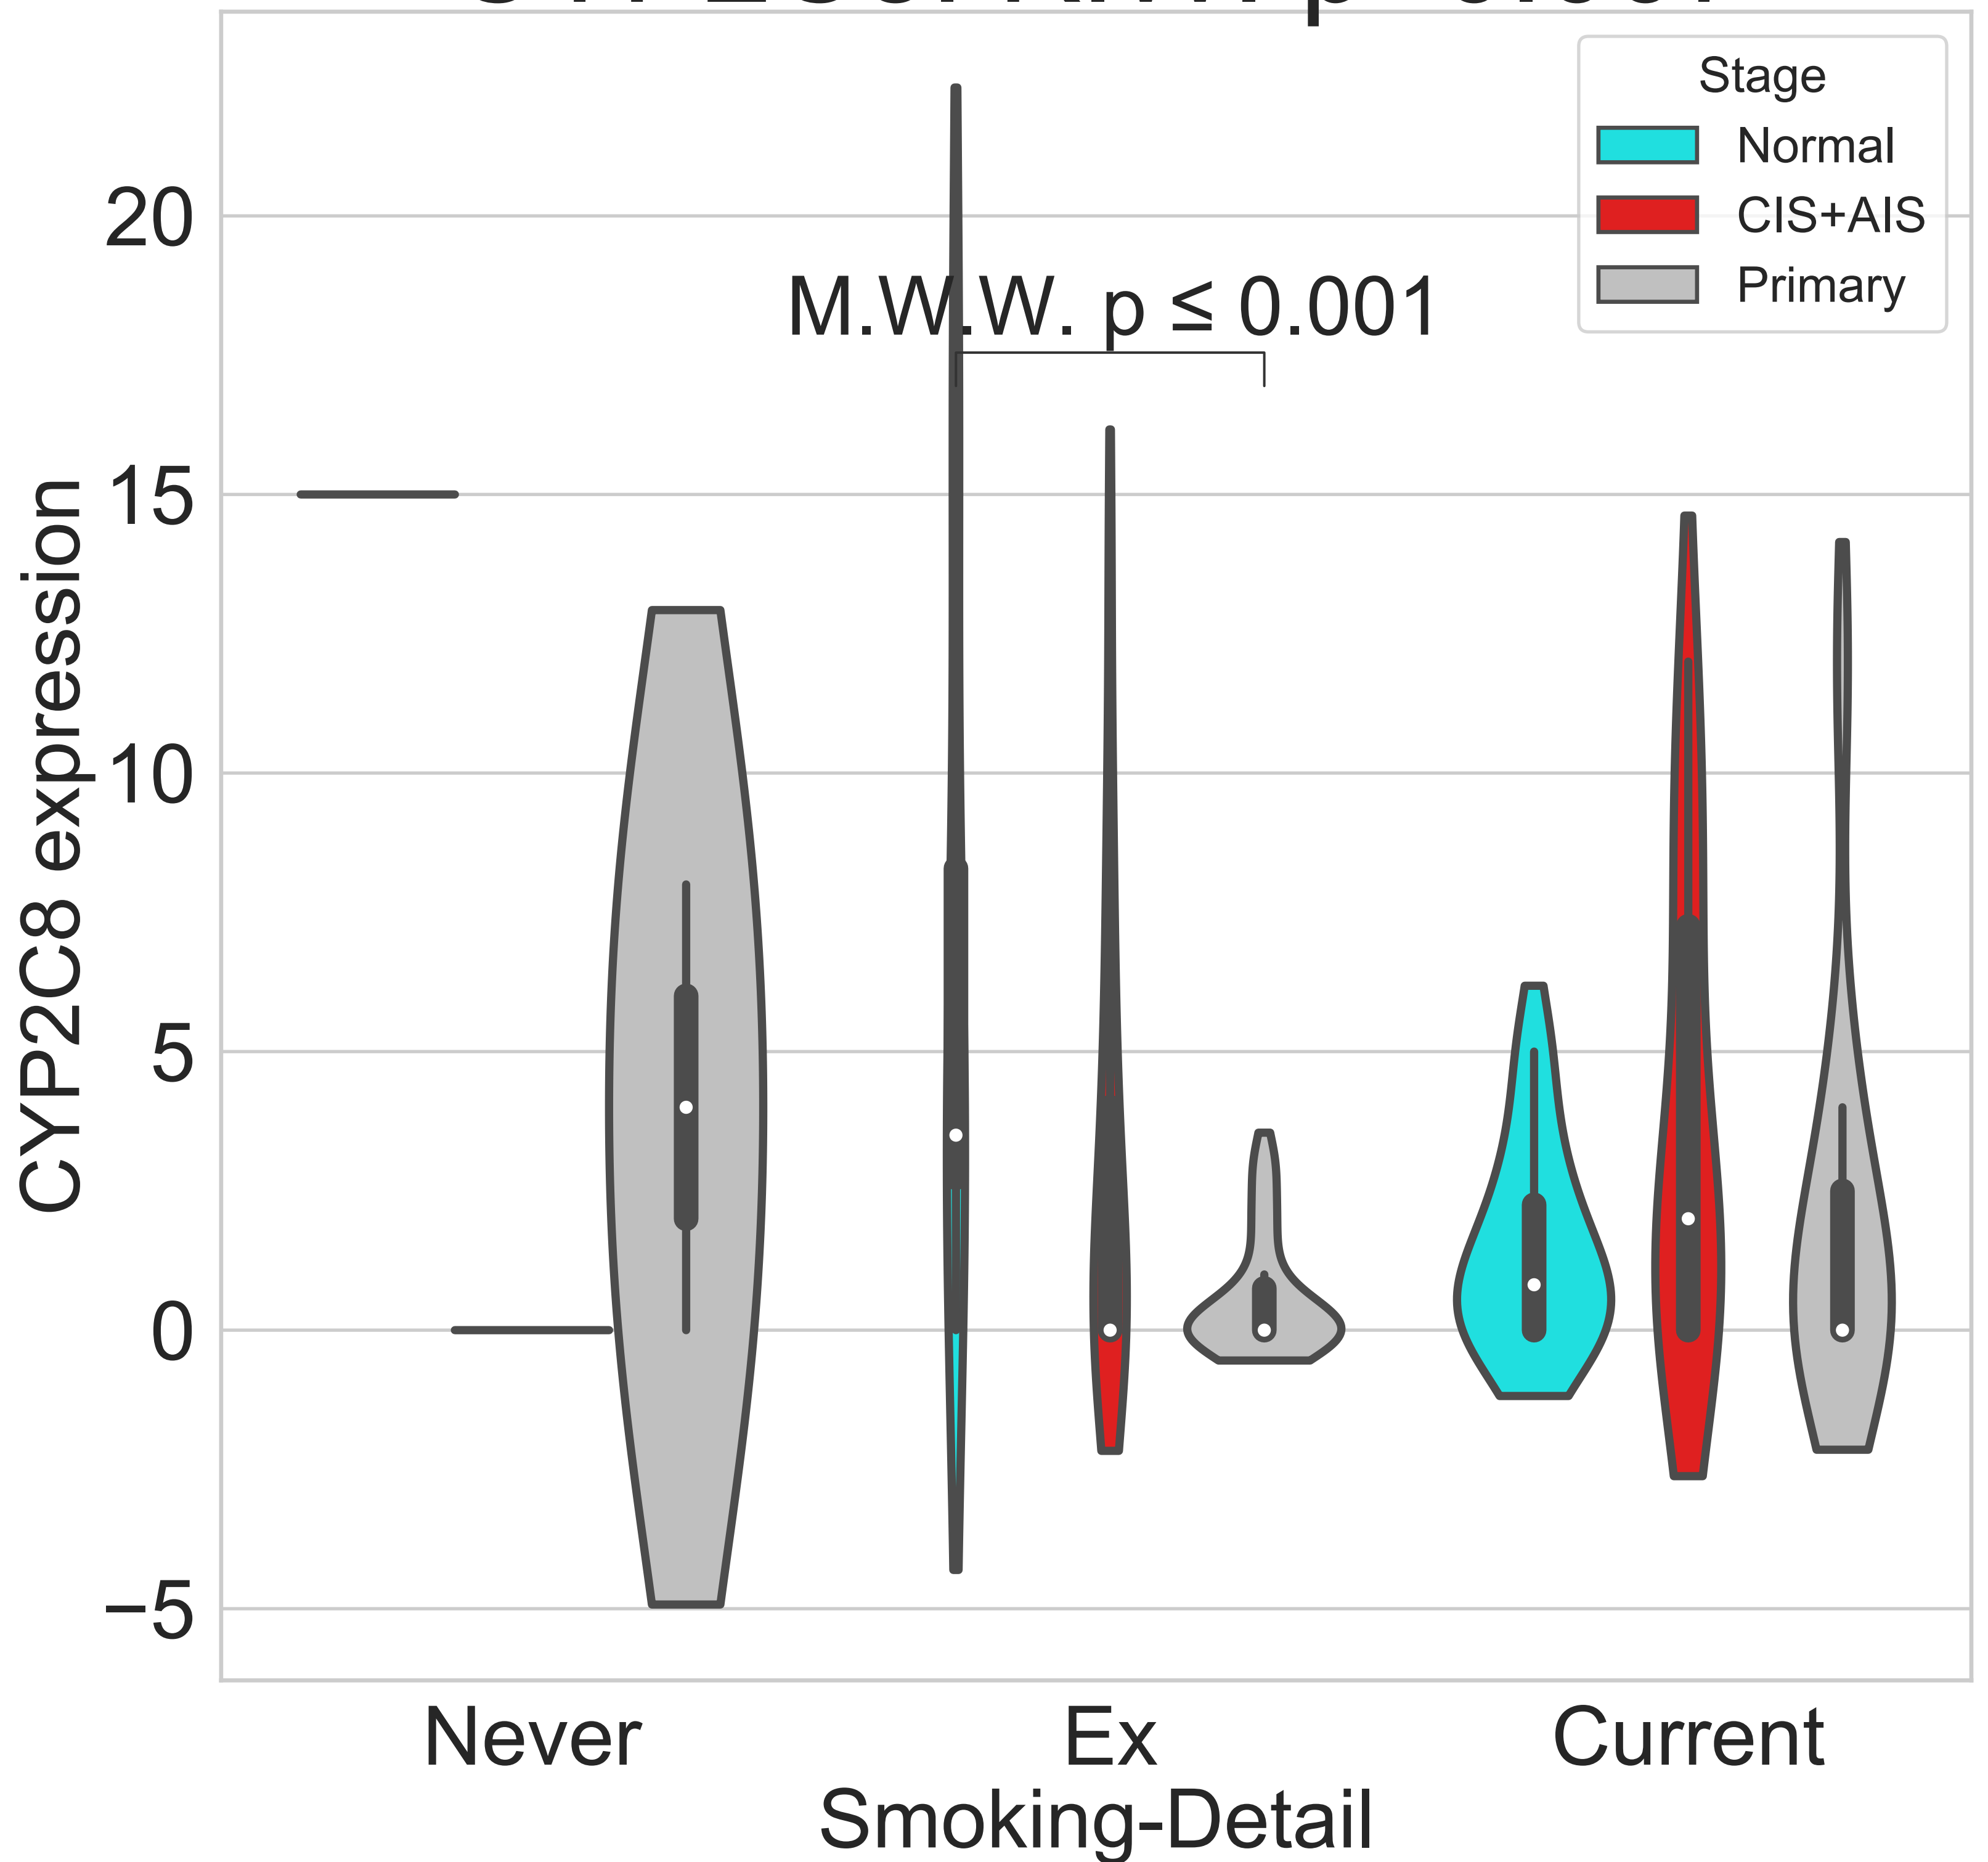 Stage
Normal
CIS+AIS
Primary
M.W.W. p ≤ 0.001
20
15
10
5
0
−5
CYP2C8 expression
Never
Ex
Current
Smoking-Detail